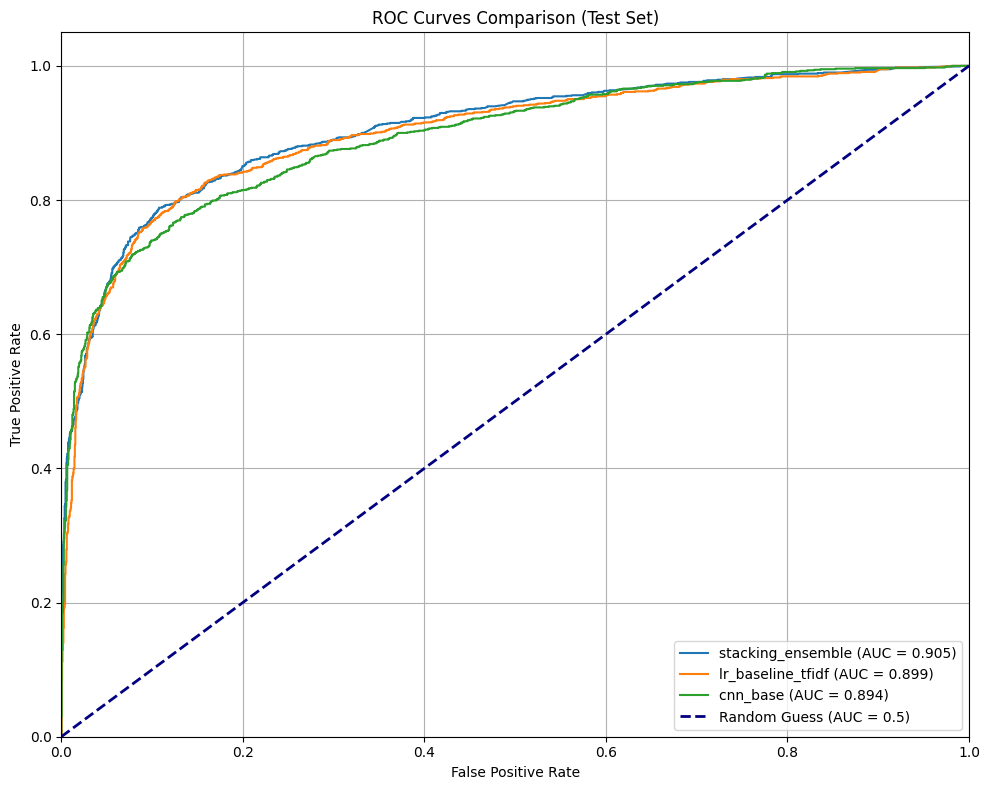 ROC Curves Comparison (Test Set)
True Positive Rate
1.0
0.8
0.6
0.4
0.2
0.0
stacking_ensemble (AUC = 0.905)
lr_baseline_tfidf (AUC = 0.899)
cnn_base (AUC = 0.894)
Random Guess (AUC = 0.5)
0.0 0.2 0.4 0.6 0.8 1.0
False Positive Rate